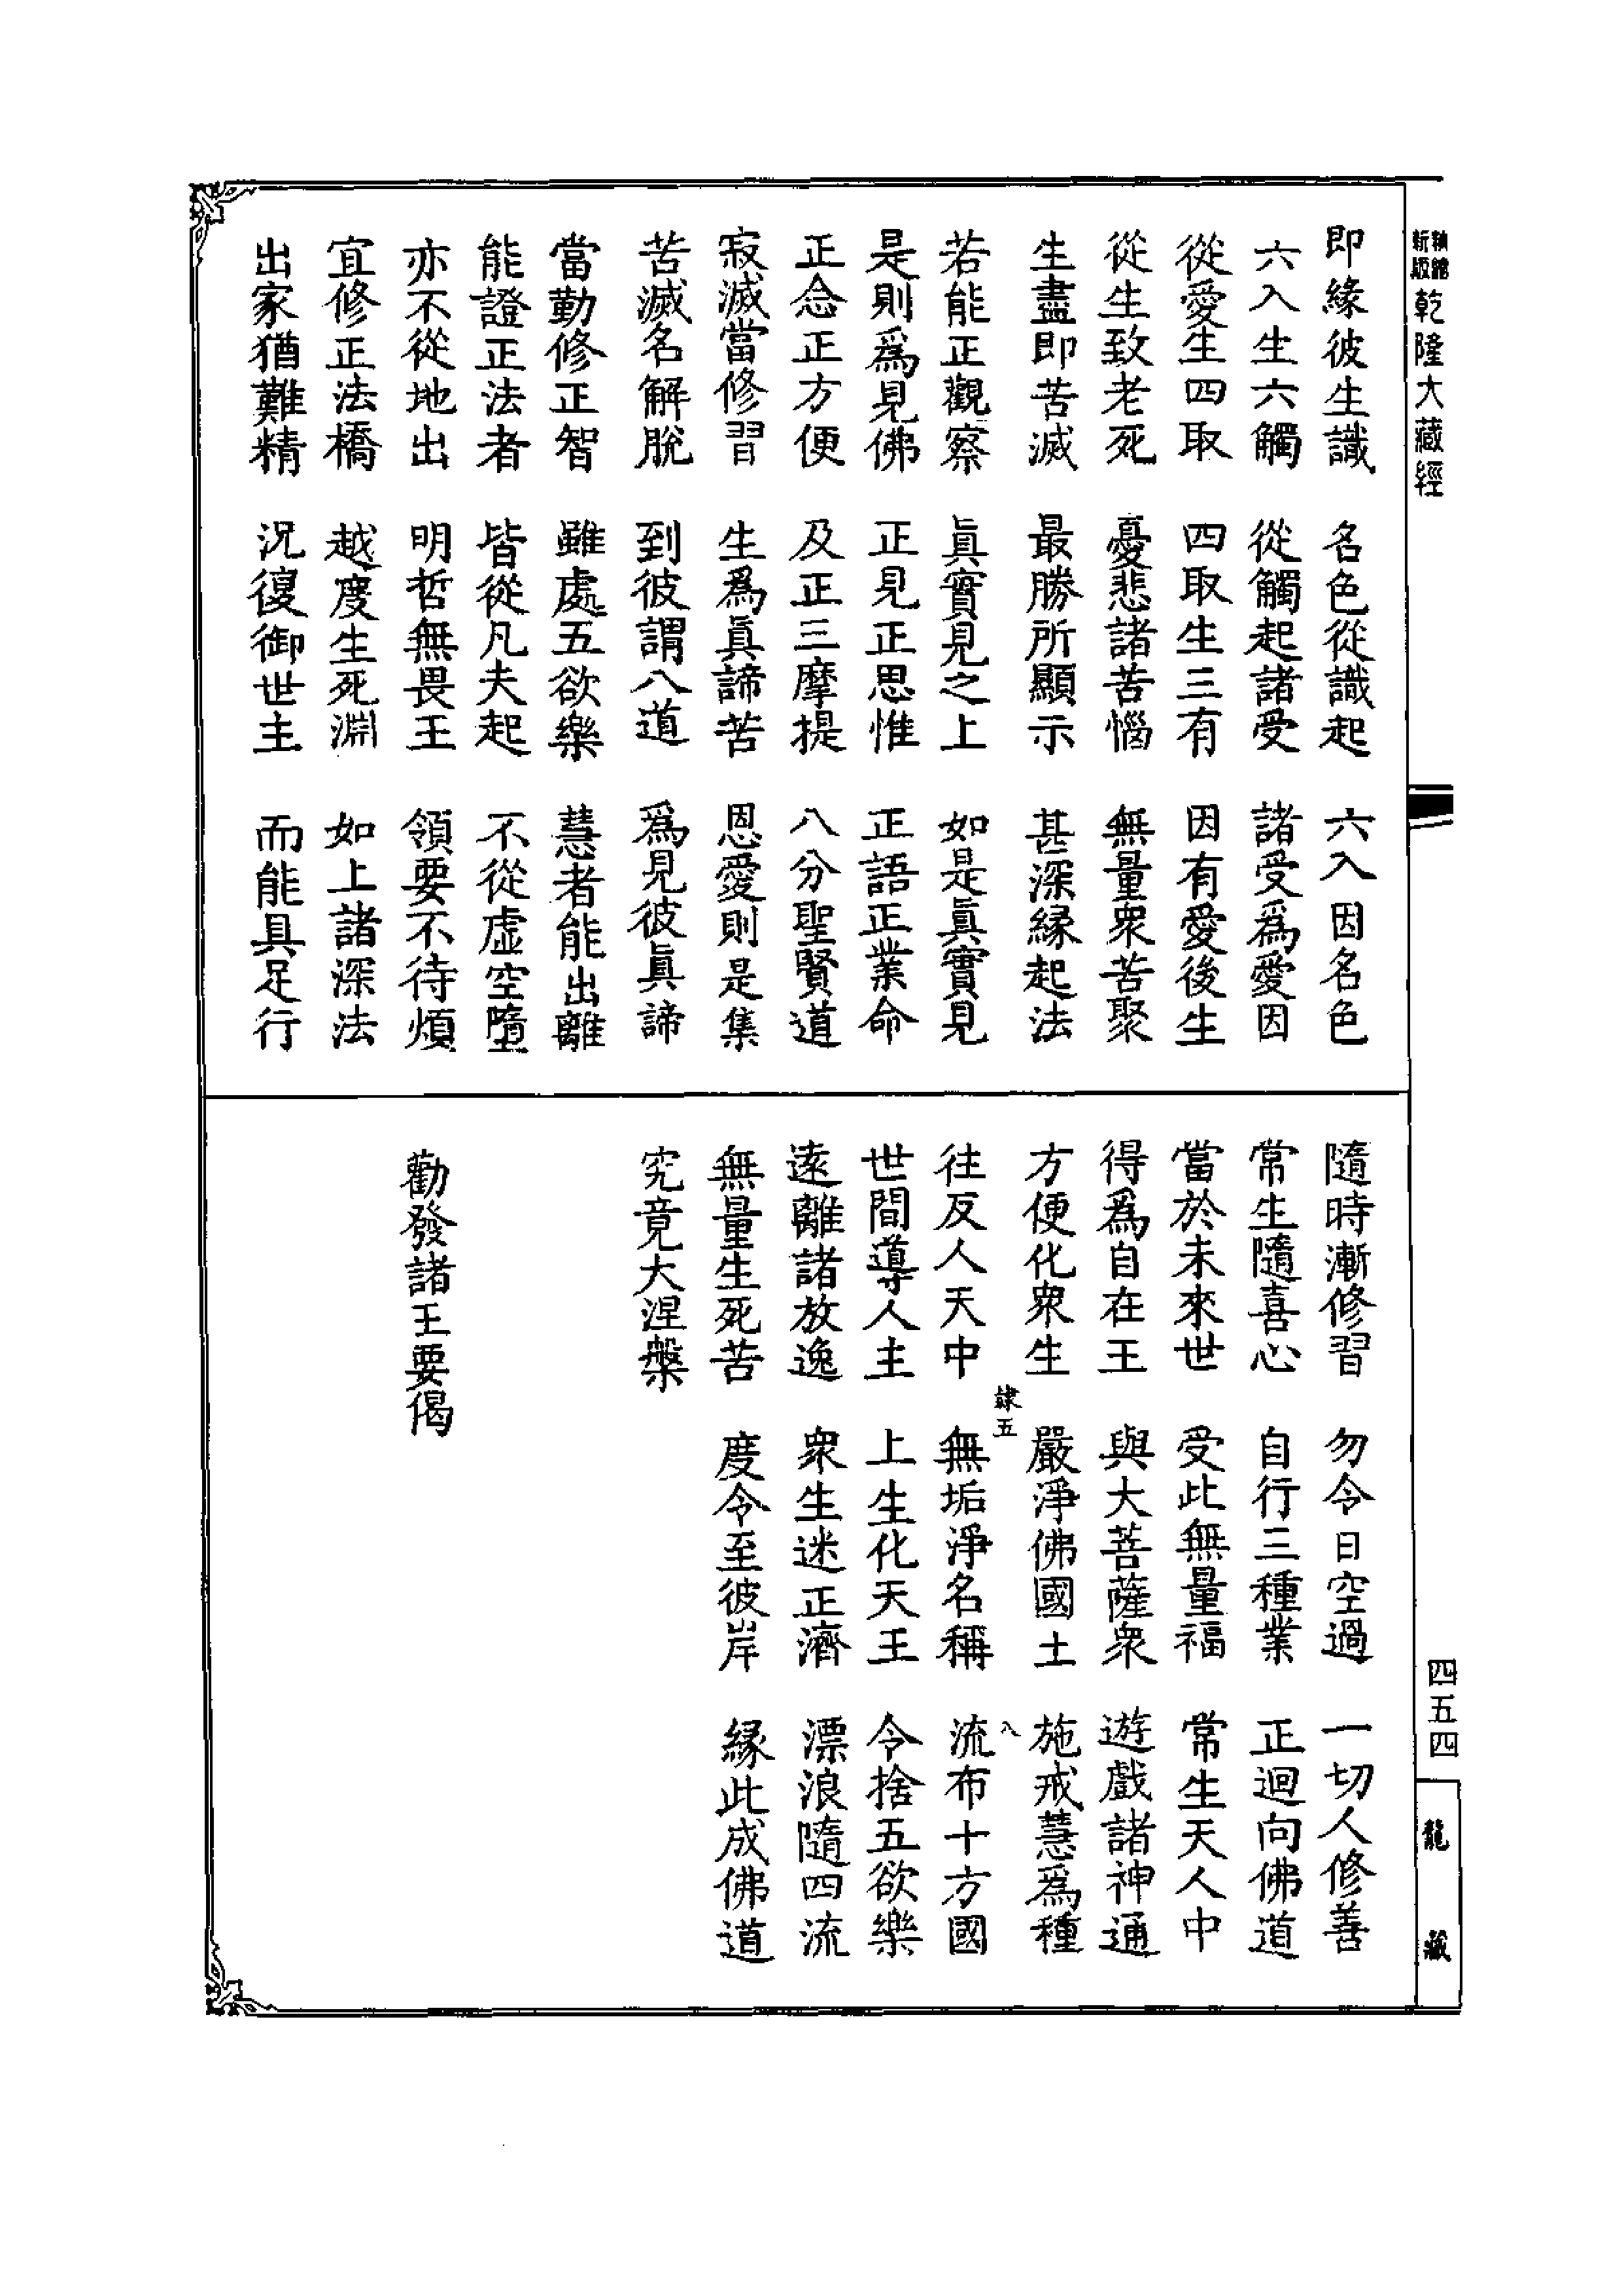 新編縮版 乾隆大藏經
即緣彼生識 名色從識起 六入因名色
六入生六觸 從觸起諸受 諸受爲愛因
從愛生四取 四取生三有 因有愛後生
從生致老死 憂悲諸苦惱 無量衆苦聚
生盡即苦滅 最勝所顯示 甚深緣起法
若能正觀察 眞實見之上 如是眞實見
是則爲見佛 正見正思惟 正語正業命
正念正方便 及正三摩提 八分聖賢道
寂滅當修習 生爲眞諦苦 恩愛則是集
苦滅名解脫 到彼謂八道 爲見彼眞諦
當勤修正智 雖處五欲樂 慧者能出離
能證正法者 皆從凡夫起 不從虛空墮
亦不從地出 明哲無畏王 領要不待煩
宜修正法橋 越度生死淵 如上諸深法
出家猶難精 況復御世主 而能具足行
隨時漸修習 勿令日空過 一切人修善
常生隨喜心 自行三種業 正迴向佛道
當於未來世 受此無量福 常生天人中
得爲自在王 與大菩薩衆 遊戲諸神通
方便化衆生 嚴淨佛國土 施戒慧爲種
隸五 八
往反人天中 無垢淨名稱 流布十方國
世間導人主 上生化天王 令捨五欲樂
遠離諸放逸 衆生迷正濟 漂浪隨四流
無量生死苦 度令至彼岸 緣此成佛道
究竟大涅槃
勸發諸王要偈
四五四
龍藏